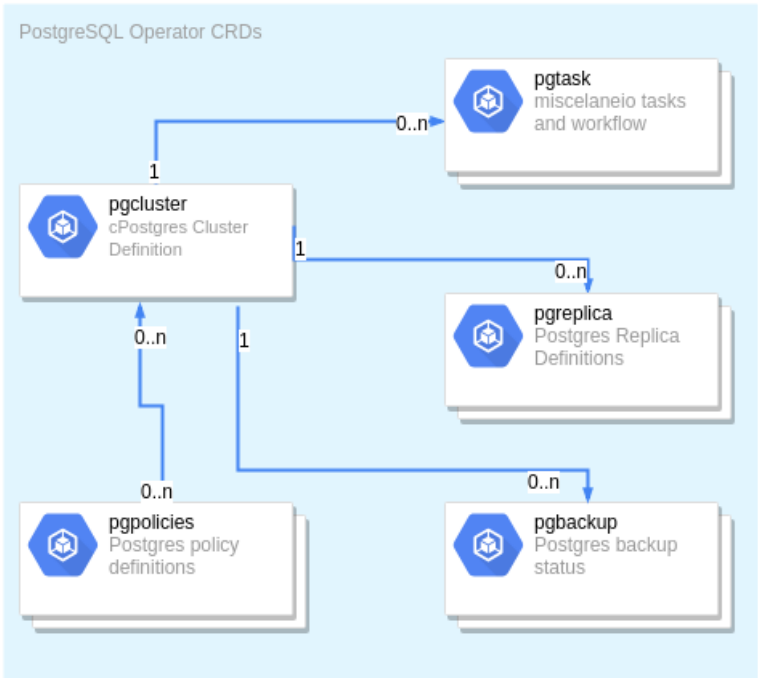 PostgreSQL Operator CRDs
pgtask
miscelaneio tasks
and workflow
0..n
1
pgcluster
cPostgres Cluster
Definition
1
0..n
pgreplica
Postgres Replica
Definitions
0..n
1
0..n
0..n
pgpolicies
Postgres policy
definitions
pgbackup
Postgres backup
status